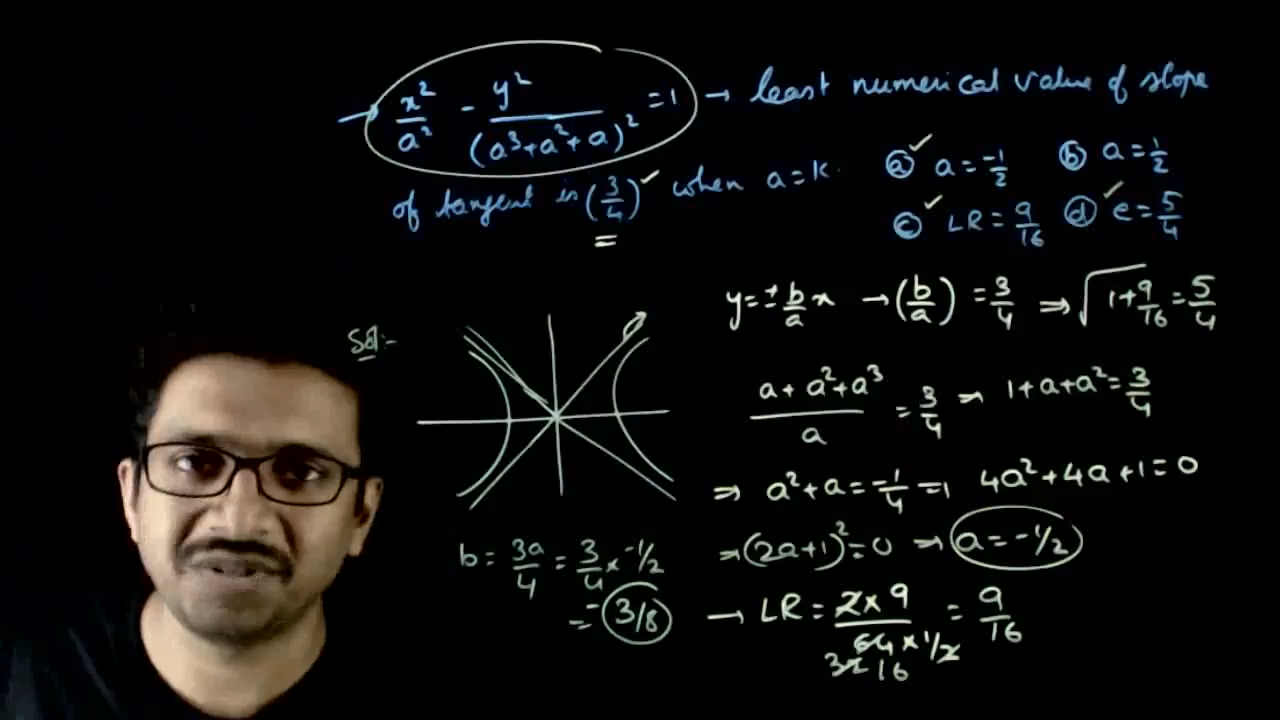 → x²/a² - y²/(a³+a²+a)² = 1 → least numerical value of slope
of tangent is (3/4) ✓ when a=k.
ⓐ ✓ a = -1/2 ⓑ a = 1/2
ⓒ ✓ LR = 9/16 ⓓ ✓ e = 5/4
Sol:-
y = ± b/a x → (b/a) = 3/4 ⇒ √(1+9/16) = 5/4
(a+a²+a³)/a = 3/4 ⇒ 1+a+a² = 3/4
⇒ a²+a = -1/4 ⇒ 4a²+4a+1=0
⇒ (2a+1)² = 0 ⇒ a = -1/2
b = 3a/4 = 3/4 × -1/2
= - 3/8 → LR = 2×9/(64×1/2) = 9/16
32 16